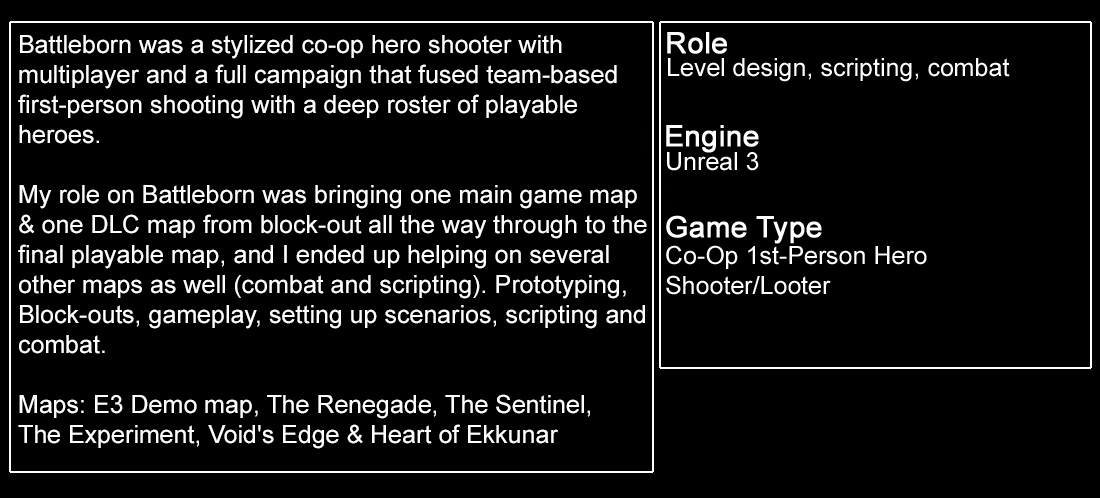 Battleborn was a stylized co-op hero shooter with
multiplayer and a full campaign that fused team-based
first-person shooting with a deep roster of playable
heroes.
My role on Battleborn was bringing one main game map
& one DLC map from block-out all the way through to the
final playable map, and I ended up helping on several
other maps as well (combat and scripting). Prototyping,
Block-outs, gameplay, setting up scenarios, scripting and
combat.
Maps: E3 Demo map, The Renegade, The Sentinel,
The Experiment, Void's Edge & Heart of Ekkunar
Role
Level design, scripting, combat
Engine
Unreal 3
Game Type
Co-Op 1st-Person Hero
Shooter/Looter